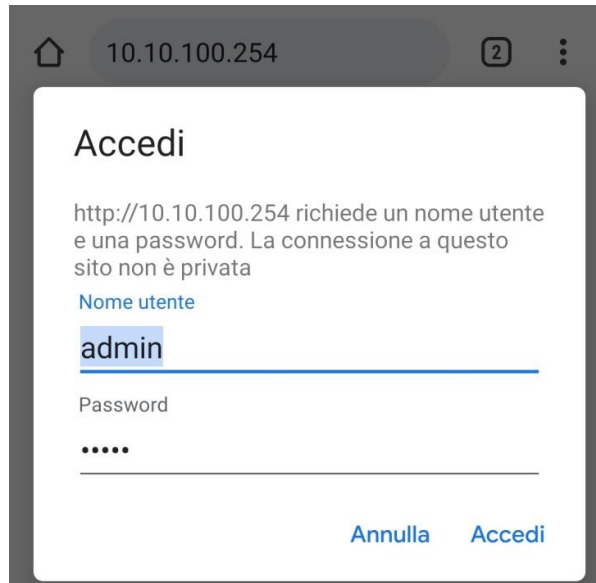 10.10.100.254
2
Accedi
http://10.10.100.254 richiede un nome utente
e una password. La connessione a questo
sito non è privata
Nome utente
admin
Password
•••••
Annulla Accedi